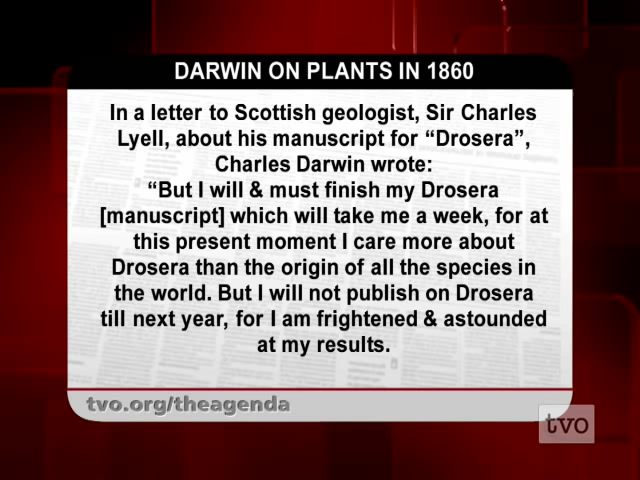 DARWIN ON PLANTS IN 1860
In a letter to Scottish geologist, Sir Charles
Lyell, about his manuscript for “Drosera”,
Charles Darwin wrote:
“But I will & must finish my Drosera
[manuscript] which will take me a week, for at
this present moment I care more about
Drosera than the origin of all the species in
the world. But I will not publish on Drosera
till next year, for I am frightened & astounded
at my results.
tvo.org/theagenda
tvo